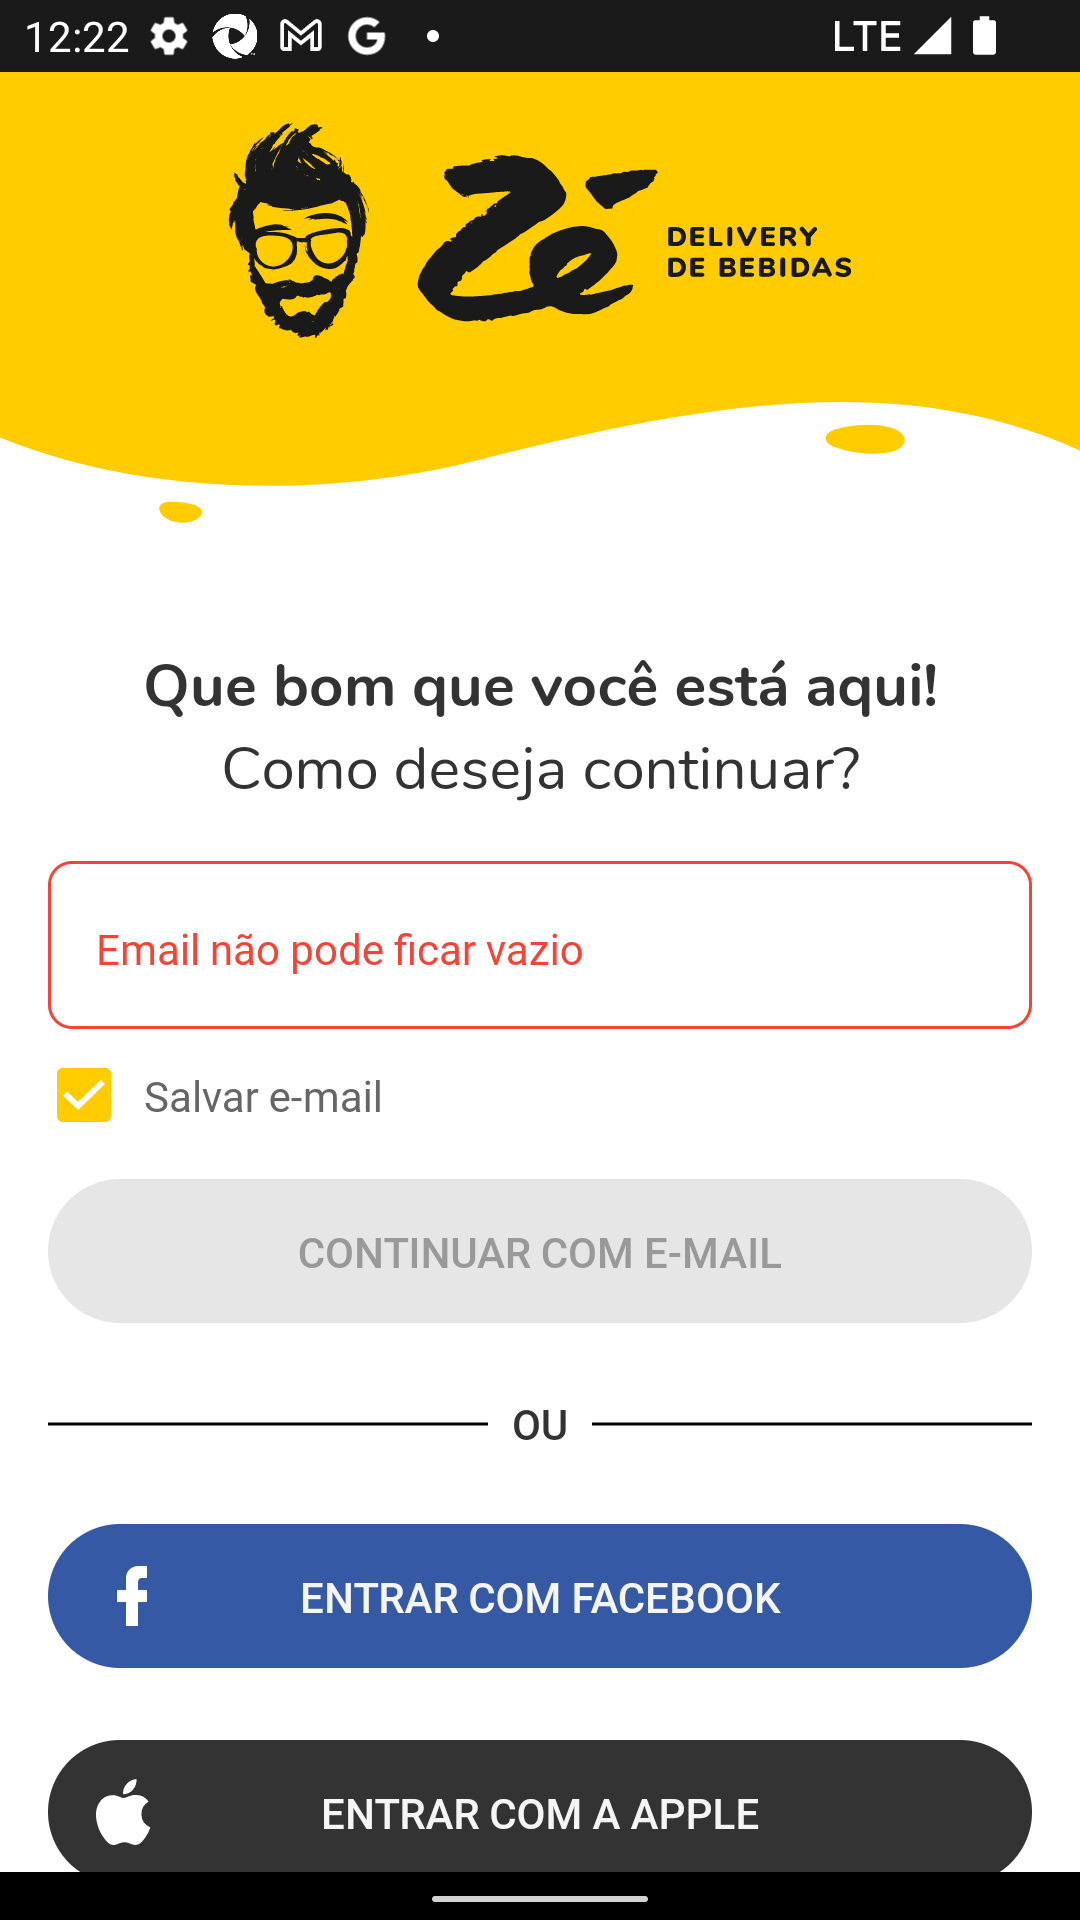 12:22
LTE
Zé
DELIVERY
DE BEBIDAS
Que bom que você está aqui!
Como deseja continuar?
Email não pode ficar vazio
Salvar e-mail
CONTINUAR COM E-MAIL
OU
ENTRAR COM FACEBOOK
ENTRAR COM A APPLE